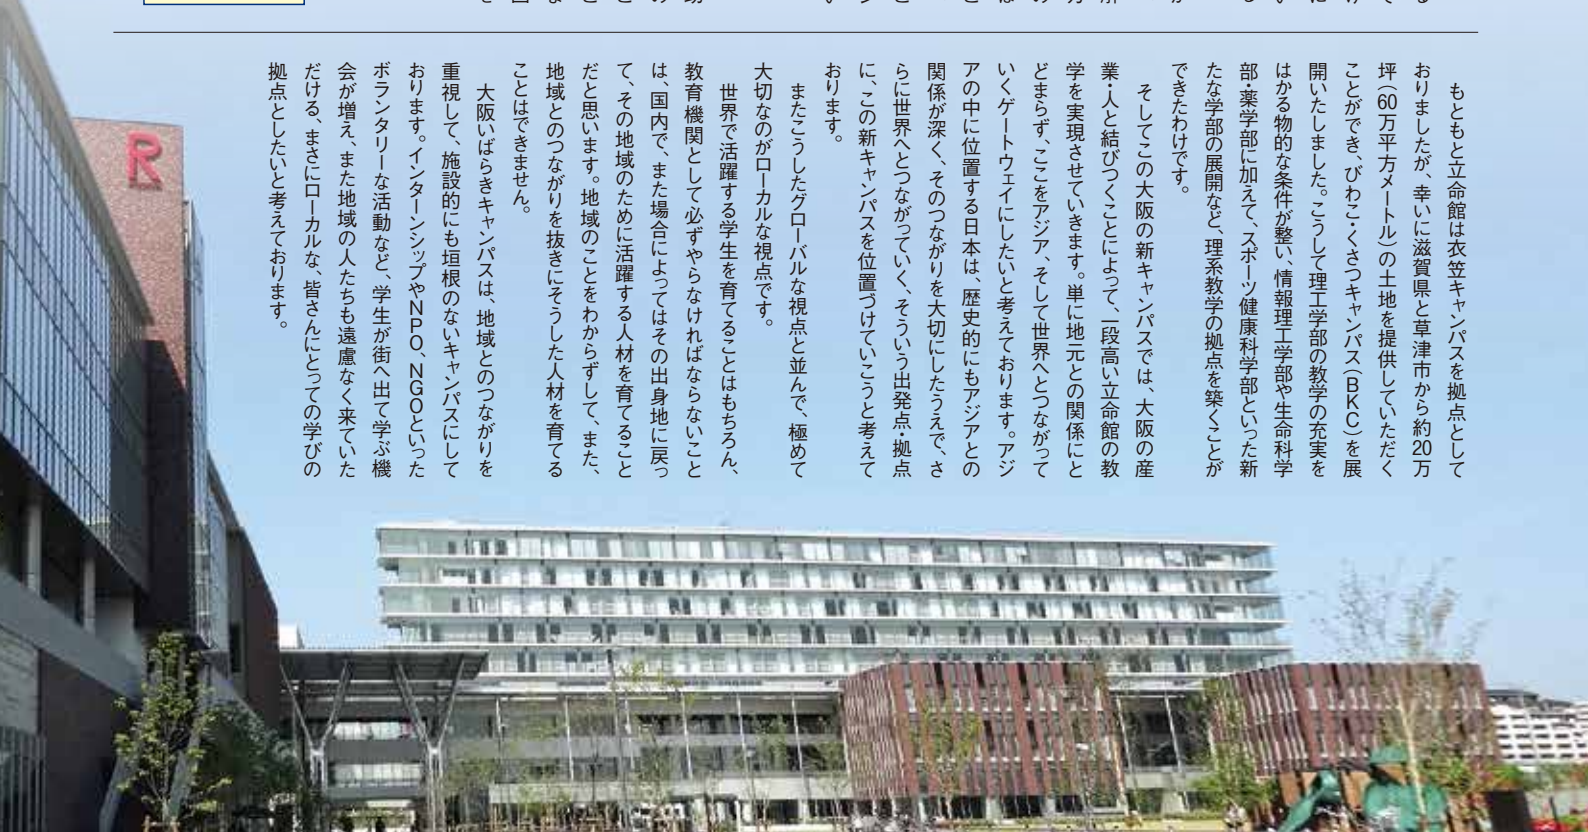 もともと立命館は衣笠キャンパスを拠点として
おりましたが、幸いに滋賀県と草津市から約20万
坪（60万平方メートル）の土地を提供していただく
ことができ、びわこ・くさつキャンパス（BKC）を展
開いたしました。こうして理工学部の教学の充実を
はかる物的な条件が整い、情報理工学部や生命科学
部・薬学部に加えて、スポーツ健康科学部といった新
たな学部の展開など、理系教学の拠点を築くことが
できたわけです。
そしてこの大阪の新キャンパスでは、大阪の産
業・人と結びつくことによって、一段高い立命館の教
学を実現させていきます。単に地元との関係にと
どまらず、ここをアジア、そして世界へとつながって
いくゲートウェイにしたいと考えております。アジ
アの中に位置する日本は、歴史的にもアジアとの
関係が深く、そのつながりを大切にしたうえで、さ
らに世界へとつながっていく、そういう出発点・拠点
に、この新キャンパスを位置づけていこうと考えて
おります。
またこうしたグローバルな視点と並んで、極めて
大切なのがローカルな視点です。
世界で活躍する学生を育てることはもちろん、
教育機関として必ずやらなければならないこと
は、国内で、また場合によってはその出身地に戻っ
て、その地域のために活躍する人材を育てること
だと思います。地域のことをわからずして、また、
地域とのつながりを抜きにそうした人材を育てる
ことはできません。
大阪いばらきキャンパスは、地域とのつながりを
重視して、施設的にも垣根のないキャンパスにして
おります。インターンシップやNPO、NGOといった
ボランタリーな活動など、学生が街へ出て学ぶ機
会が増え、また地域の人たちも遠慮なく来ていた
だける、まさにローカルな、皆さんにとっての学びの
拠点としたいと考えております。
R